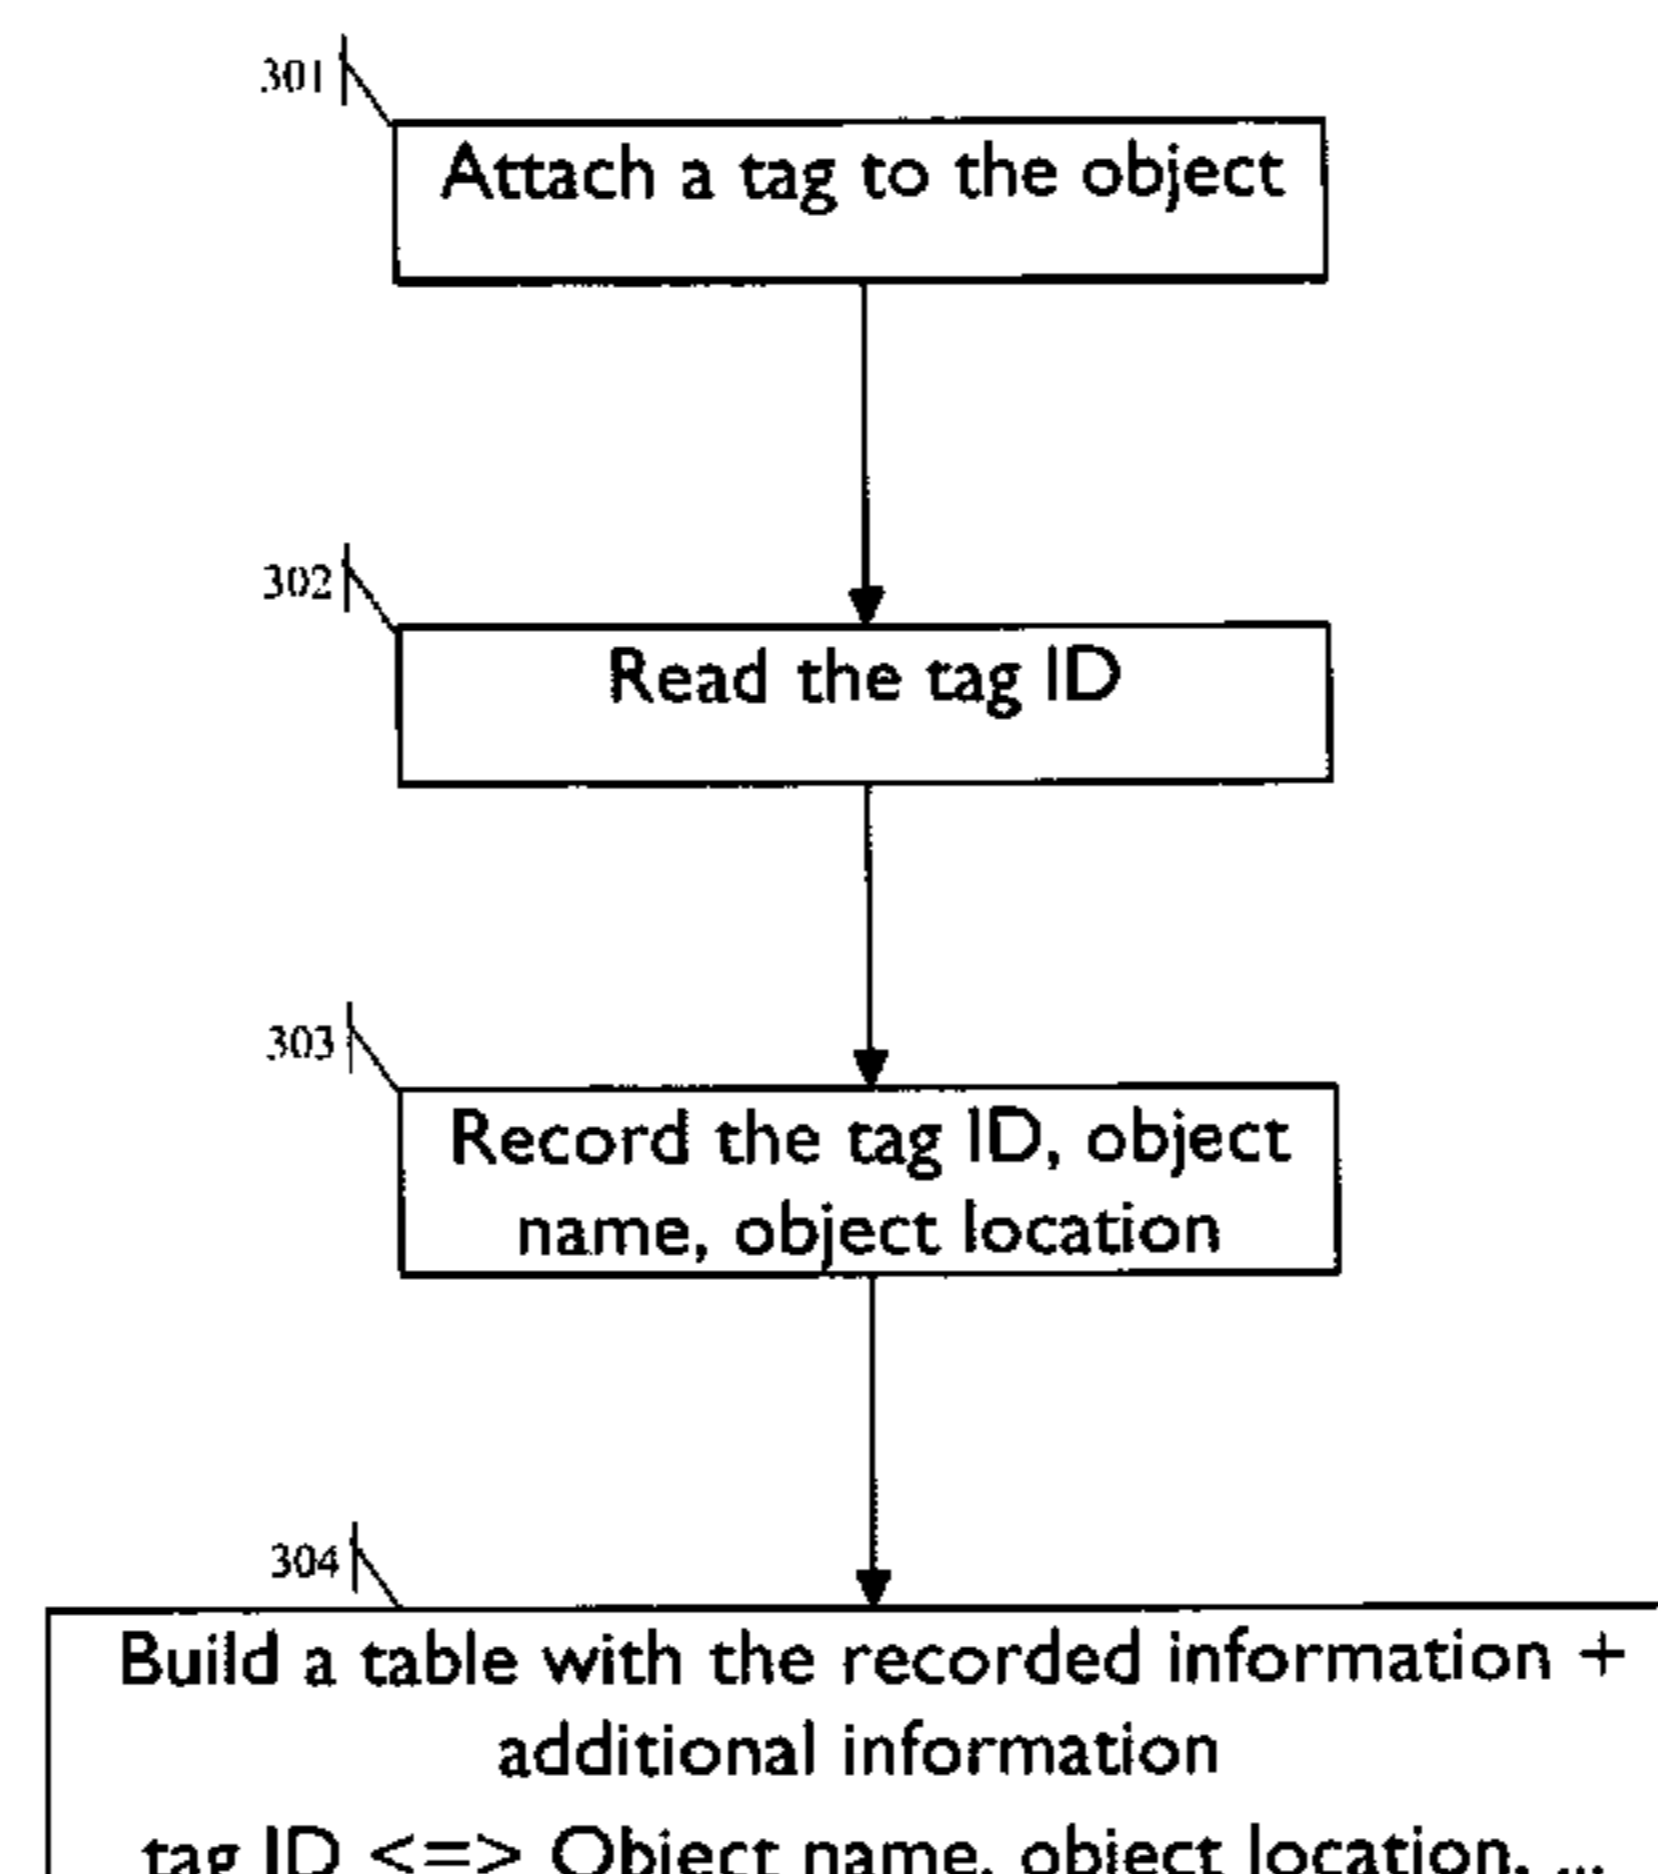 301
Attach a tag to the object
302
Read the tag ID
303
Record the tag ID, object
name, object location
304
Build a table with the recorded information +
additional information
tag ID <=> Object name, object location, ...